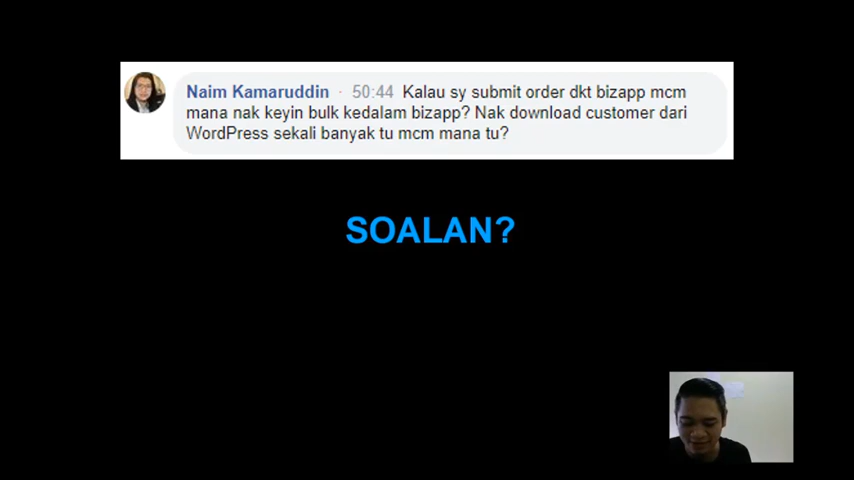 Naim Kamaruddin · 50:44 Kalau sy submit order dkt bizapp mcm
mana nak keyin bulk kedalam bizapp? Nak download customer dari
WordPress sekali banyak tu mcm mana tu?
SOALAN?